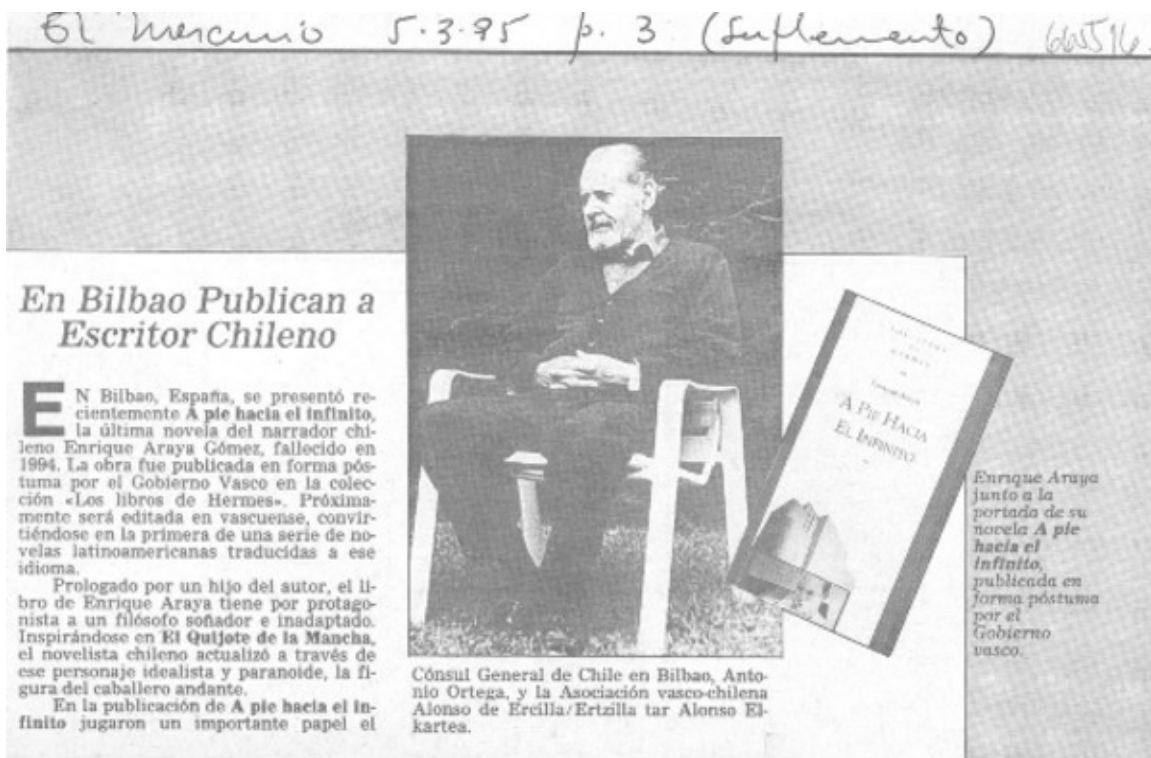 El Mercurio 5.3.95 p. 3 (Suplemento) 665516.
En Bilbao Publican a
Escritor Chileno
EN Bilbao, España, se presentó re-
cientemente A pie hacia el infinito,
la última novela del narrador chi-
leno Enrique Araya Gómez, fallecido en
1994. La obra fue publicada en forma pós-
tuma por el Gobierno Vasco en la colec-
ción «Los libros de Hermes». Próxima-
mente será editada en vascuense, convir-
tiéndose en la primera de una serie de no-
velas latinoamericanas traducidas a ese
idioma.
Prologado por un hijo del autor, el li-
bro de Enrique Araya tiene por protago-
nista a un filósofo soñador e inadaptado.
Inspirándose en El Quijote de la Mancha,
el novelista chileno actualizó a través de
ese personaje idealista y paranoide, la fi-
gura del caballero andante.
En la publicación de A pie hacia el in-
finito jugaron un importante papel el
Cónsul General de Chile en Bilbao, Anto-
nio Ortega, y la Asociación vasco-chilena
Alonso de Ercilla/Ertzilla tar Alonso El-
kartea.
LOS LIBROS
DE
HERMES
A PIE HACIA
EL INFINITO
Enrique Araya
junto a la
portada de su
novela A pie
hacia el
infinito,
publicada en
forma póstuma
por el
Gobierno
vasco.